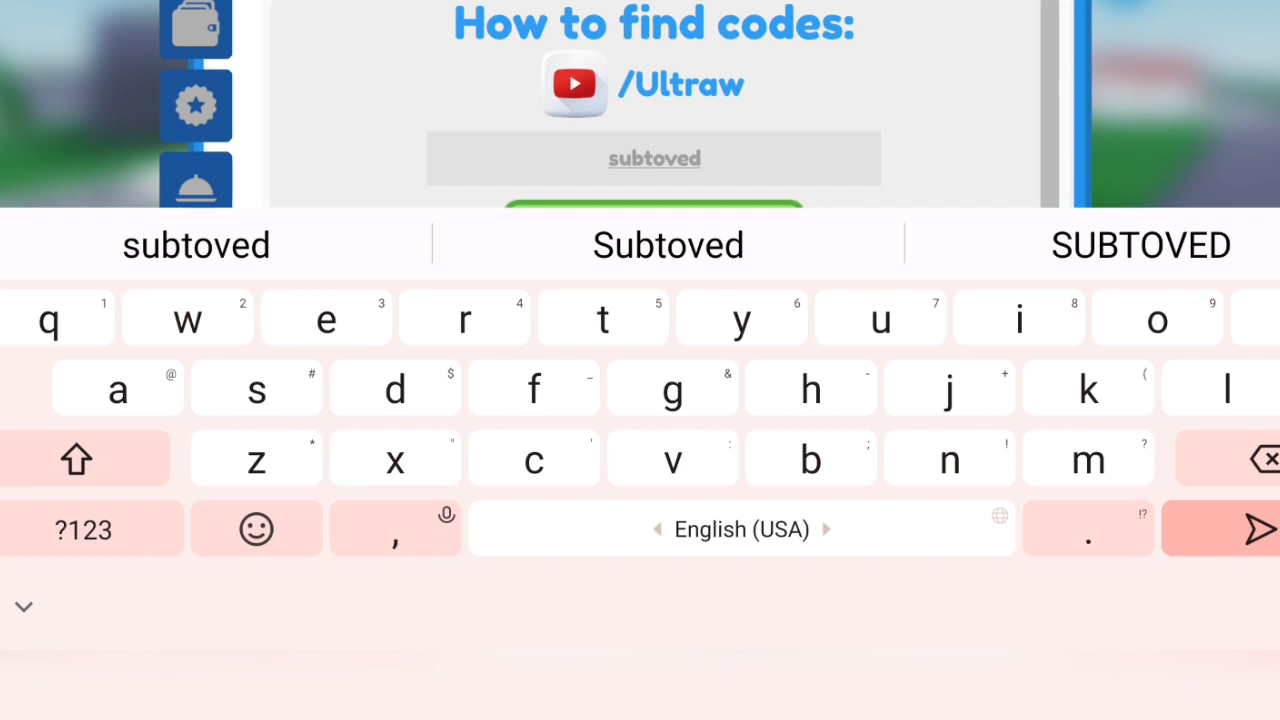 How to find codes:
/Ultraw
subtoved
subtoved Subtoved SUBTOVED
q 1 w 2 e 3 r 4 t 5 y 6 u 7 i 8 o 9
a @ s # d $ f _ g & h - j + k ( l
z * x " c ' v : b ; n ! m ?
?123 , English (USA) . !?